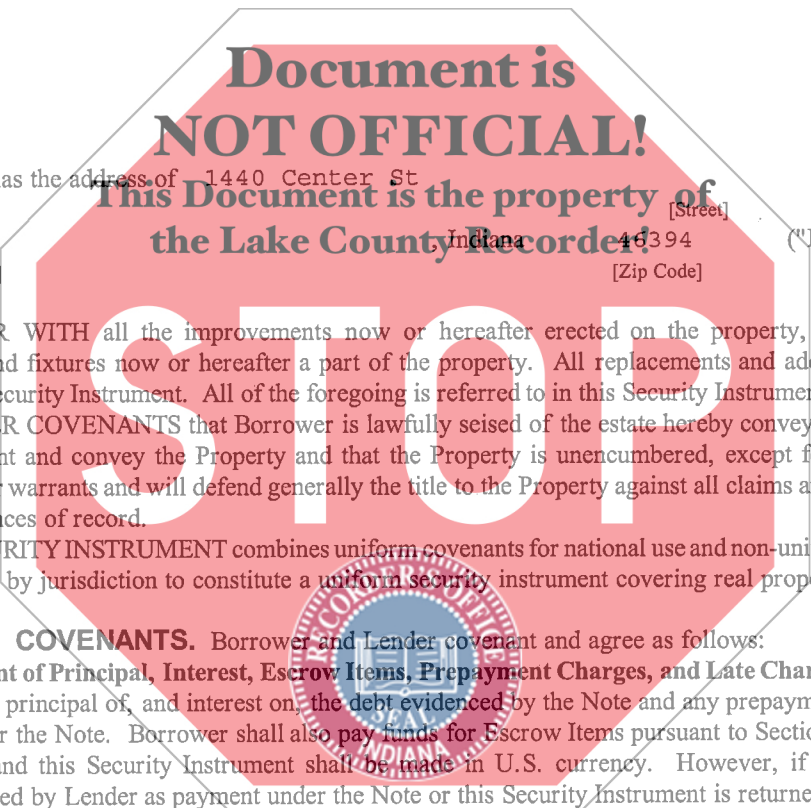 Document is
NOT OFFICIAL!
as the address of 1440 Center St
This Document is the property of
[Street]
the Lake County Recorder!
, Indiana 46394 ("
[Zip Code]
R WITH all the improvements now or hereafter erected on the property,
nd fixtures now or hereafter a part of the property. All replacements and ad
ecurity Instrument. All of the foregoing is referred to in this Security Instrumen
R COVENANTS that Borrower is lawfully seised of the estate hereby convey
nt and convey the Property and that the Property is unencumbered, except f
r warrants and will defend generally the title to the Property against all claims a
nces of record.
STOP
RITY INSTRUMENT combines uniform covenants for national use and non-uni
by jurisdiction to constitute a uniform security instrument covering real prop
COVENANTS. Borrower and Lender covenant and agree as follows:
nt of Principal, Interest, Escrow Items, Prepayment Charges, and Late Char
principal of, and interest on, the debt evidenced by the Note and any prepaym
r the Note. Borrower shall also pay funds for Escrow Items pursuant to Sectio
und this Security Instrument shall be made in U.S. currency. However, if
ed by Lender as payment under the Note or this Security Instrument is returne
RECORDER'S OFFICE
SEAL
INDIANA